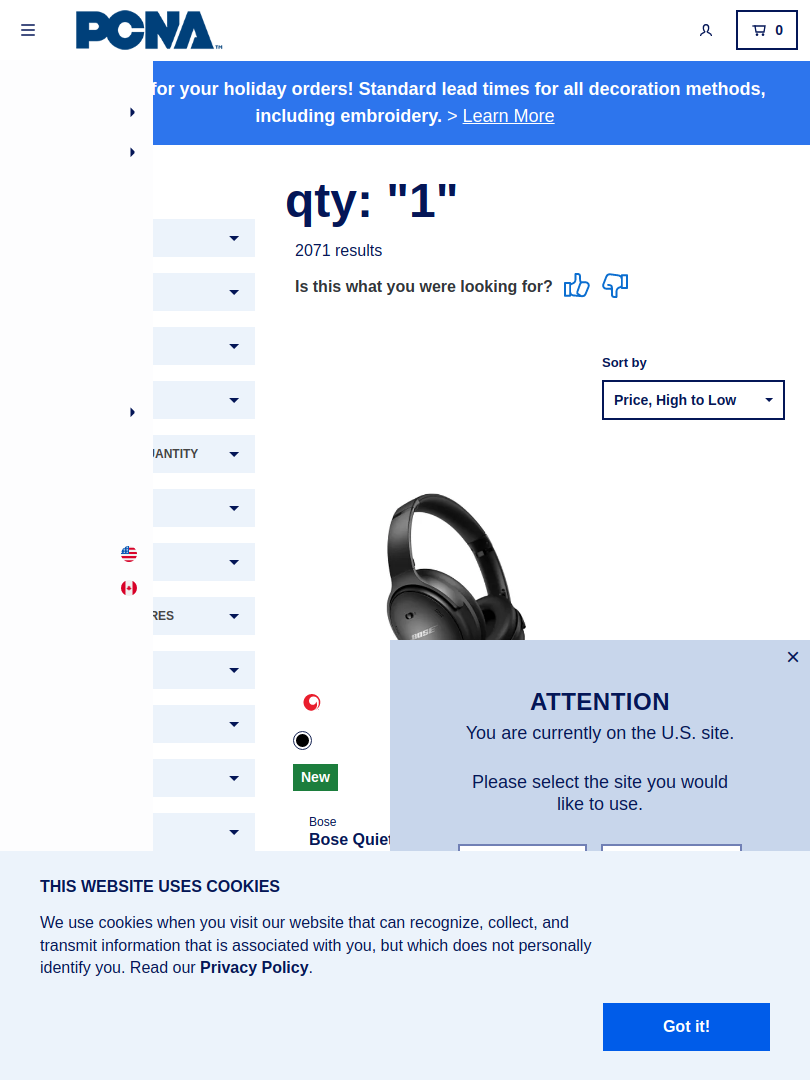 PCNA
TM
0
for your holiday orders! Standard lead times for all decoration methods,
including embroidery. > Learn More
qty: "1"
2071 results
Is this what you were looking for?
Sort by
Price, High to Low
BOSE
New
Bose
Bose Quiet
ATTENTION
You are currently on the U.S. site.
Please select the site you would
like to use.
THIS WEBSITE USES COOKIES
We use cookies when you visit our website that can recognize, collect, and
transmit information that is associated with you, but which does not personally
identify you. Read our Privacy Policy.
Got it!